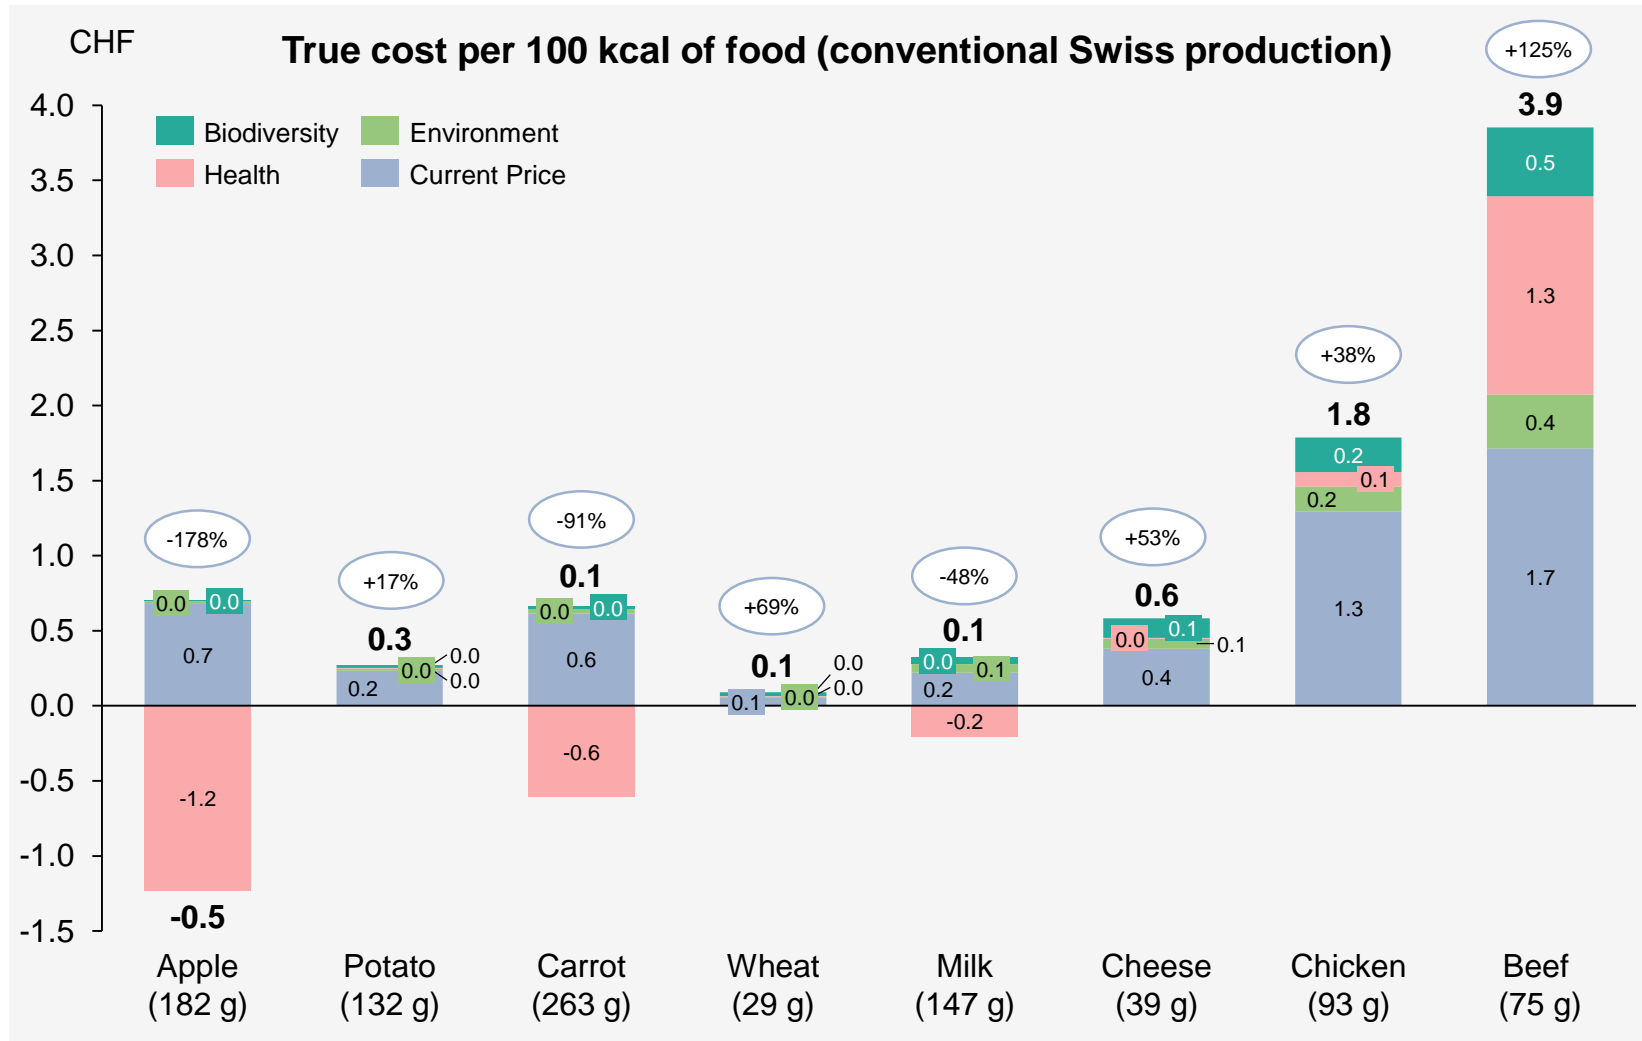 CHF
True cost per 100 kcal of food (conventional Swiss production)
Biodiversity
Environment
Health
Current Price
4.0
3.5
3.0
2.5
2.0
1.5
1.0
0.5
0.0
-0.5
-1.0
-1.5
-178%
0.0
0.0
0.7
-1.2
-0.5
+17%
0.3
0.0
0.0
0.0
0.2
-91%
0.1
0.0
0.0
0.6
-0.6
+69%
0.1
0.0
0.0
0.0
0.1
-48%
0.1
0.0
0.1
0.2
-0.2
+53%
0.6
0.1
0.0
0.1
0.4
+38%
1.8
0.2
0.1
0.2
1.3
+125%
3.9
0.5
1.3
0.4
1.7
Apple
(182 g)
Potato
(132 g)
Carrot
(263 g)
Wheat
(29 g)
Milk
(147 g)
Cheese
(39 g)
Chicken
(93 g)
Beef
(75 g)